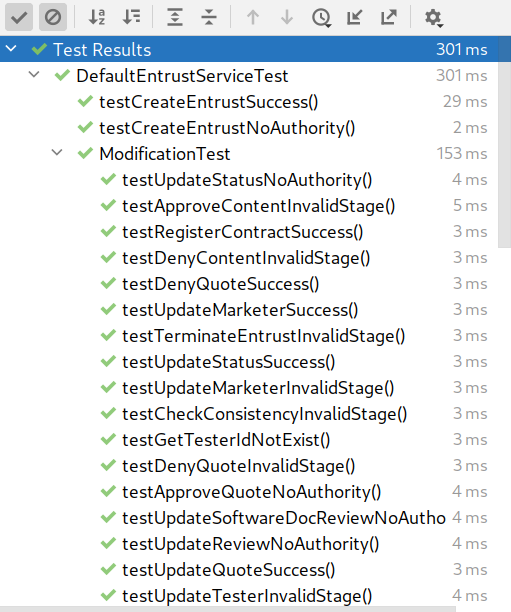 Test Results 301 ms
DefaultEntrustServiceTest 301 ms
testCreateEntrustSuccess() 29 ms
testCreateEntrustNoAuthority() 2 ms
ModificationTest 153 ms
testUpdateStatusNoAuthority() 4 ms
testApproveContentInvalidStage() 5 ms
testRegisterContractSuccess() 3 ms
testDenyContentInvalidStage() 3 ms
testDenyQuoteSuccess() 3 ms
testUpdateMarketerSuccess() 3 ms
testTerminateEntrustInvalidStage() 3 ms
testUpdateStatusSuccess() 3 ms
testUpdateMarketerInvalidStage() 3 ms
testCheckConsistencyInvalidStage() 3 ms
testGetTesterIdNotExist() 3 ms
testDenyQuoteInvalidStage() 3 ms
testApproveQuoteNoAuthority() 4 ms
testUpdateSoftwareDocReviewNoAutho 4 ms
testUpdateReviewNoAuthority() 4 ms
testUpdateQuoteSuccess() 3 ms
testUpdateTesterInvalidStage() 4 ms